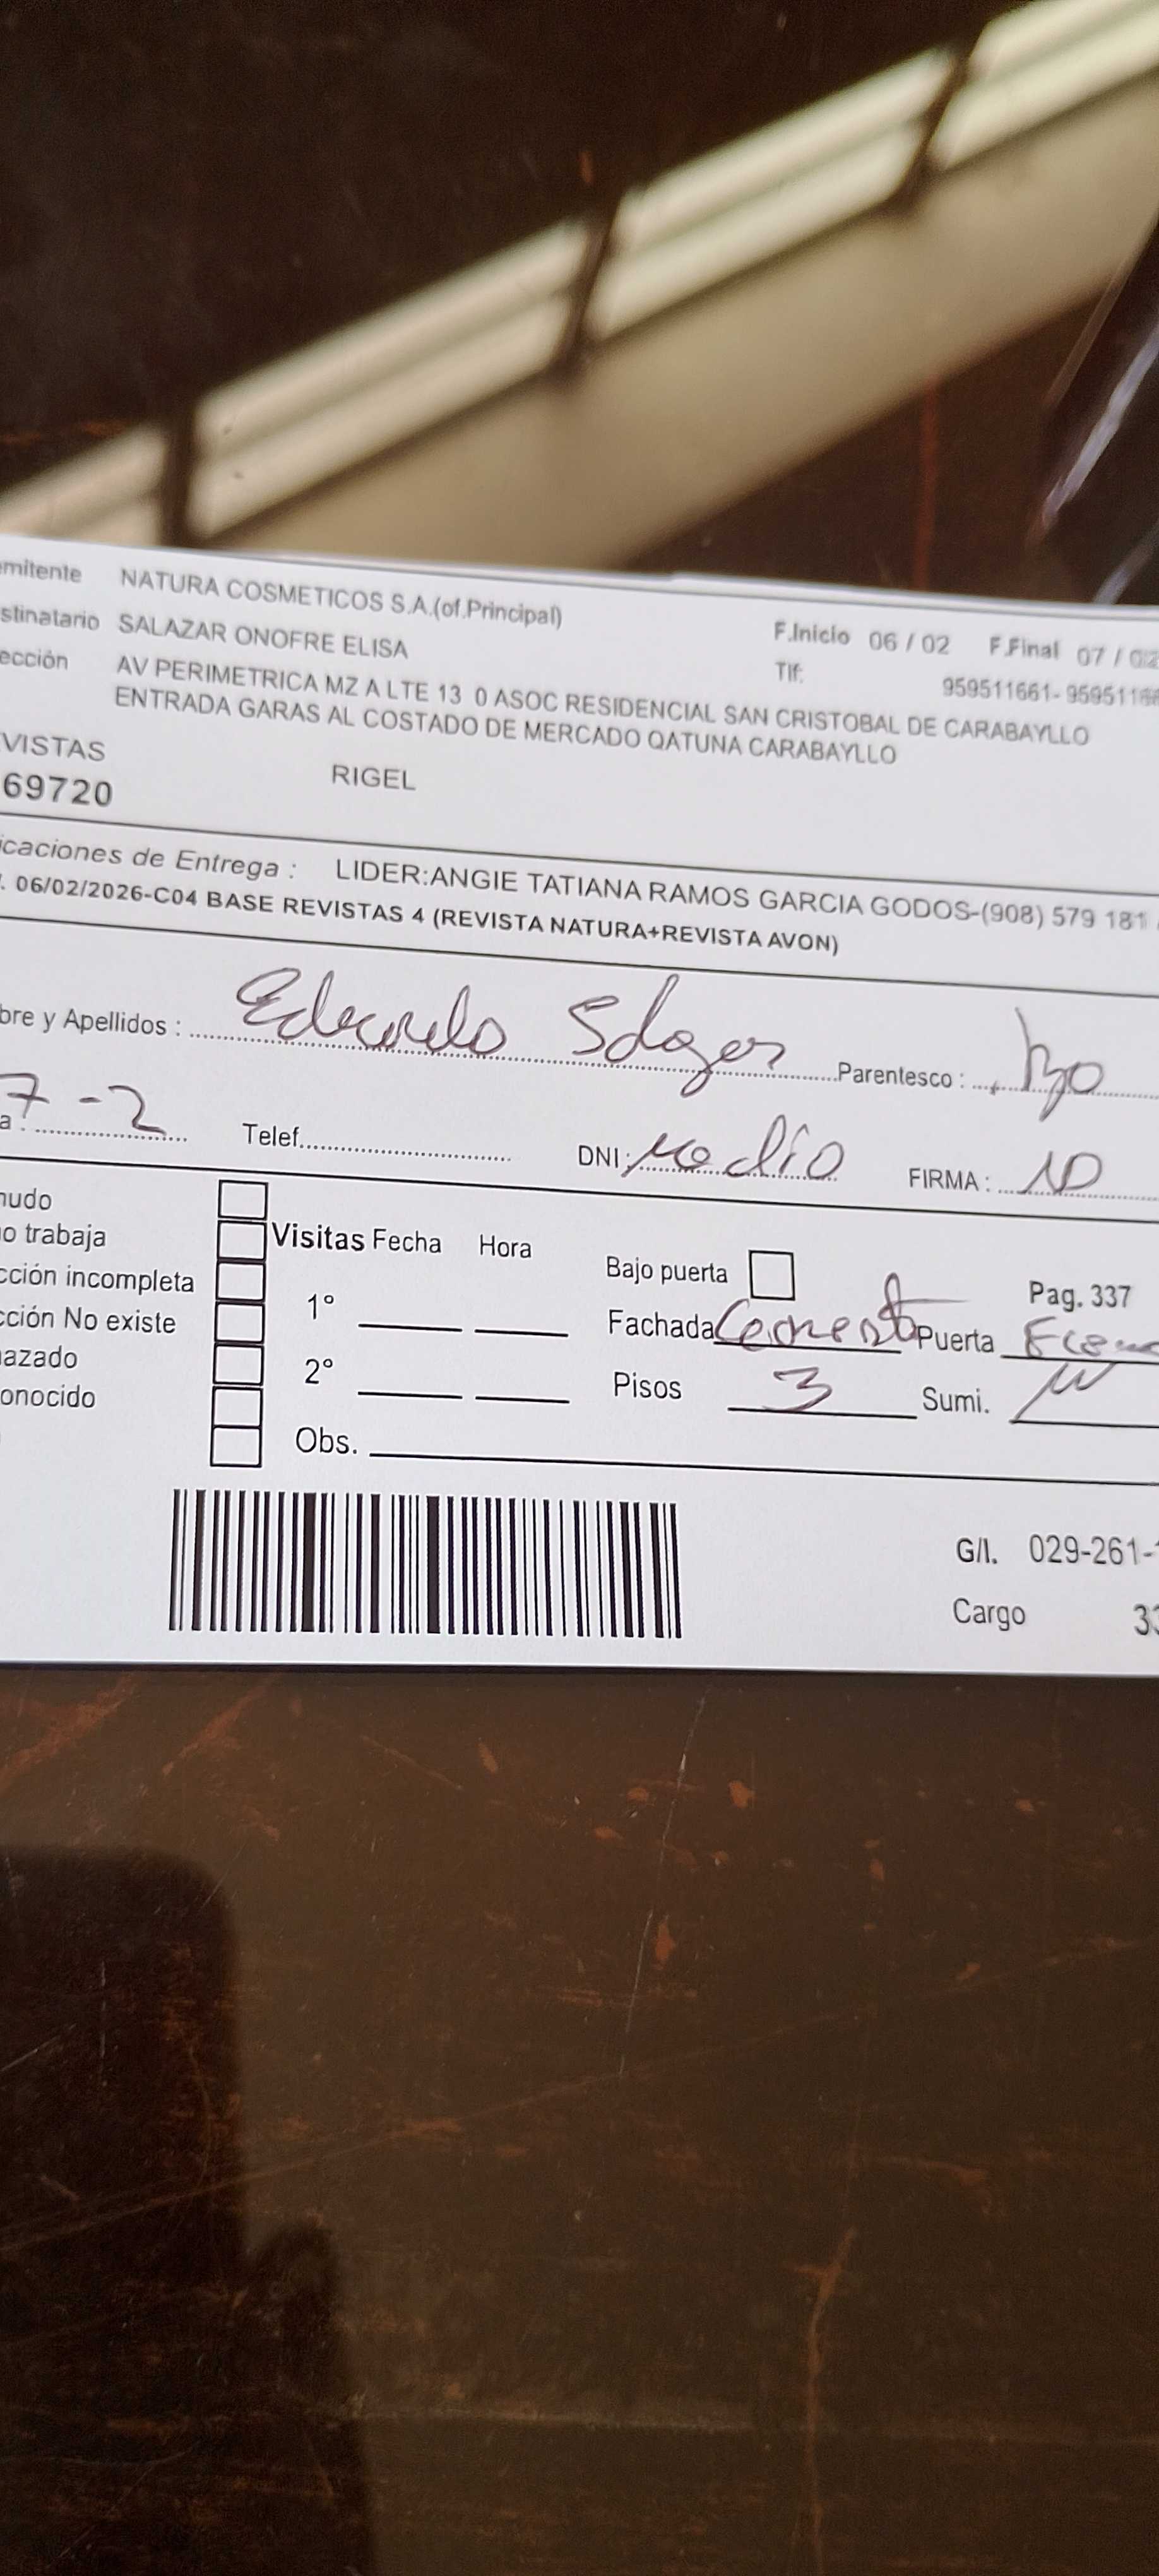 mitente NATURA COSMETICOS S.A.(of.Principal)
stinatario SALAZAR ONOFRE ELISA F.Inicio 06 / 02 F.Final 07 / 02
ección AV PERIMETRICA MZ A LTE 13 0 ASOC RESIDENCIAL SAN CRISTOBAL DE CARABAYLLO Tlf: 959511661- 9595116
ENTRADA GARAS AL COSTADO DE MERCADO QATUNA CARABAYLLO
VISTAS RIGEL
69720
icaciones de Entrega : LIDER:ANGIE TATIANA RAMOS GARCIA GODOS-(908) 579 181
. 06/02/2026-C04 BASE REVISTAS 4 (REVISTA NATURA+REVISTA AVON)
bre y Apellidos : Eduardo Parentesco :
a : 7-2 Telef. DNI: FIRMA :
nudo
o trabaja Visitas Fecha Hora Bajo puerta Pag. 337
cción incompleta 1° Fachada Cemento Puerta
cción No existe
azado 2° Pisos 3 Sumi.
onocido
Obs.
G/I. 029-261-
Cargo 33